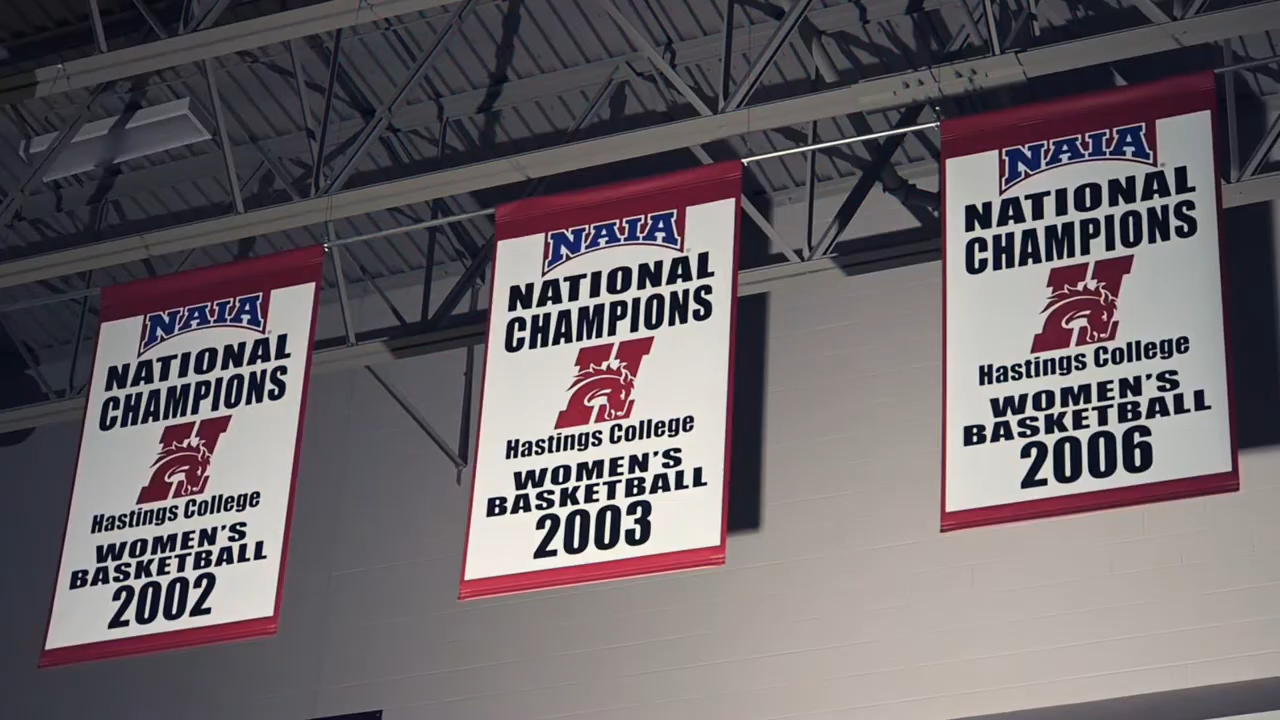 NAIA
NATIONAL
CHAMPIONS
H
Hastings College
WOMEN'S
BASKETBALL
2002
NAIA
NATIONAL
CHAMPIONS
H
Hastings College
WOMEN'S
BASKETBALL
2003
NAIA
NATIONAL
CHAMPIONS
H
Hastings College
WOMEN'S
BASKETBALL
2006